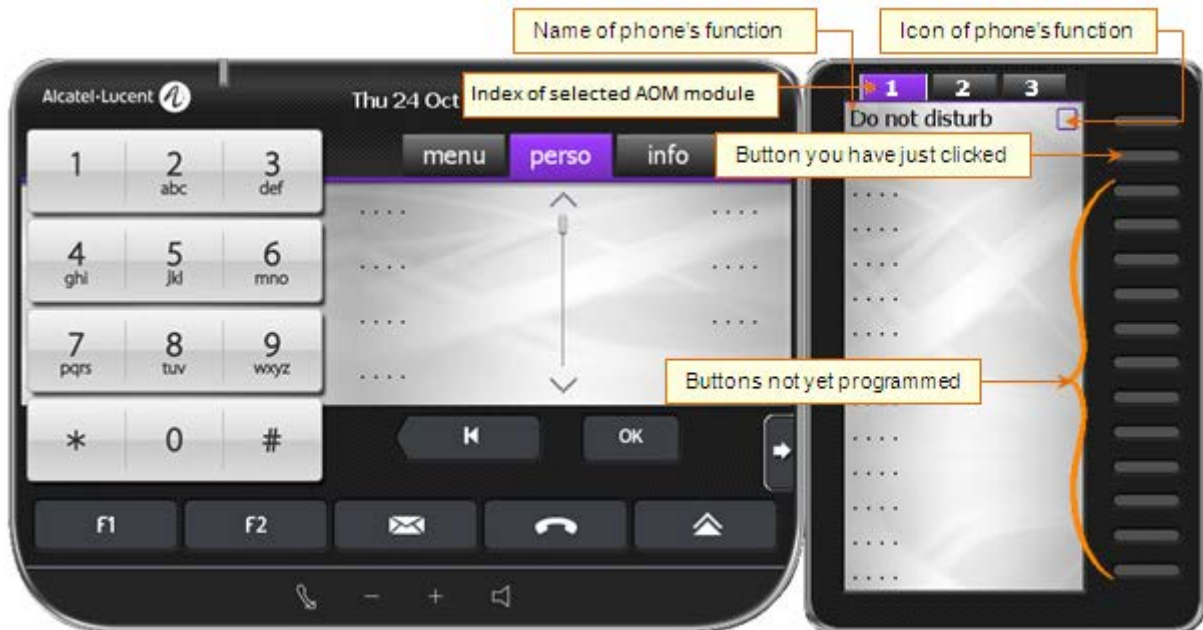 Name of phone's function
Icon of phone's function
Alcatel-Lucent
Thu 24 Oct
Index of selected AOM module
1 2 3
Do not disturb
menu perso info
Button you have just clicked
1 2 abc 3 def
.... ....
4 ghi 5 jkl 6 mno
.... ....
7 pqrs 8 tuv 9 wxyz
.... ....
....
Buttons not yet programmed
* 0 #
OK
F1 F2
- +
....
....
....
....
....
....
....
....
....
....